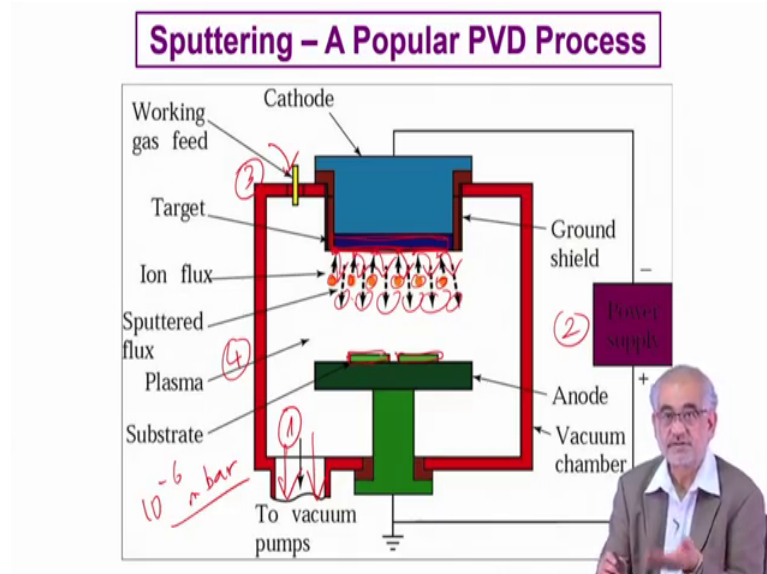 Sputtering – A Popular PVD Process
Cathode
Working
gas feed
③
Target
Ground
shield
Ion flux
−
Sputtered
flux
②
Power
supply
④
Plasma
+
Anode
Substrate
①
Vacuum
chamber
10⁻⁶ m bar
To vacuum
pumps